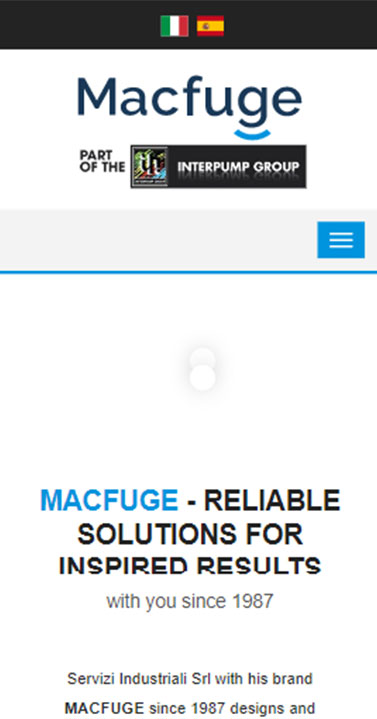 Macfuge
PART
OF THE
INTERPUMP GROUP
MACFUGE - RELIABLE
SOLUTIONS FOR
INSPIRED RESULTS
with you since 1987
Servizi Industriali Srl with his brand
MACFUGE since 1987 designs and